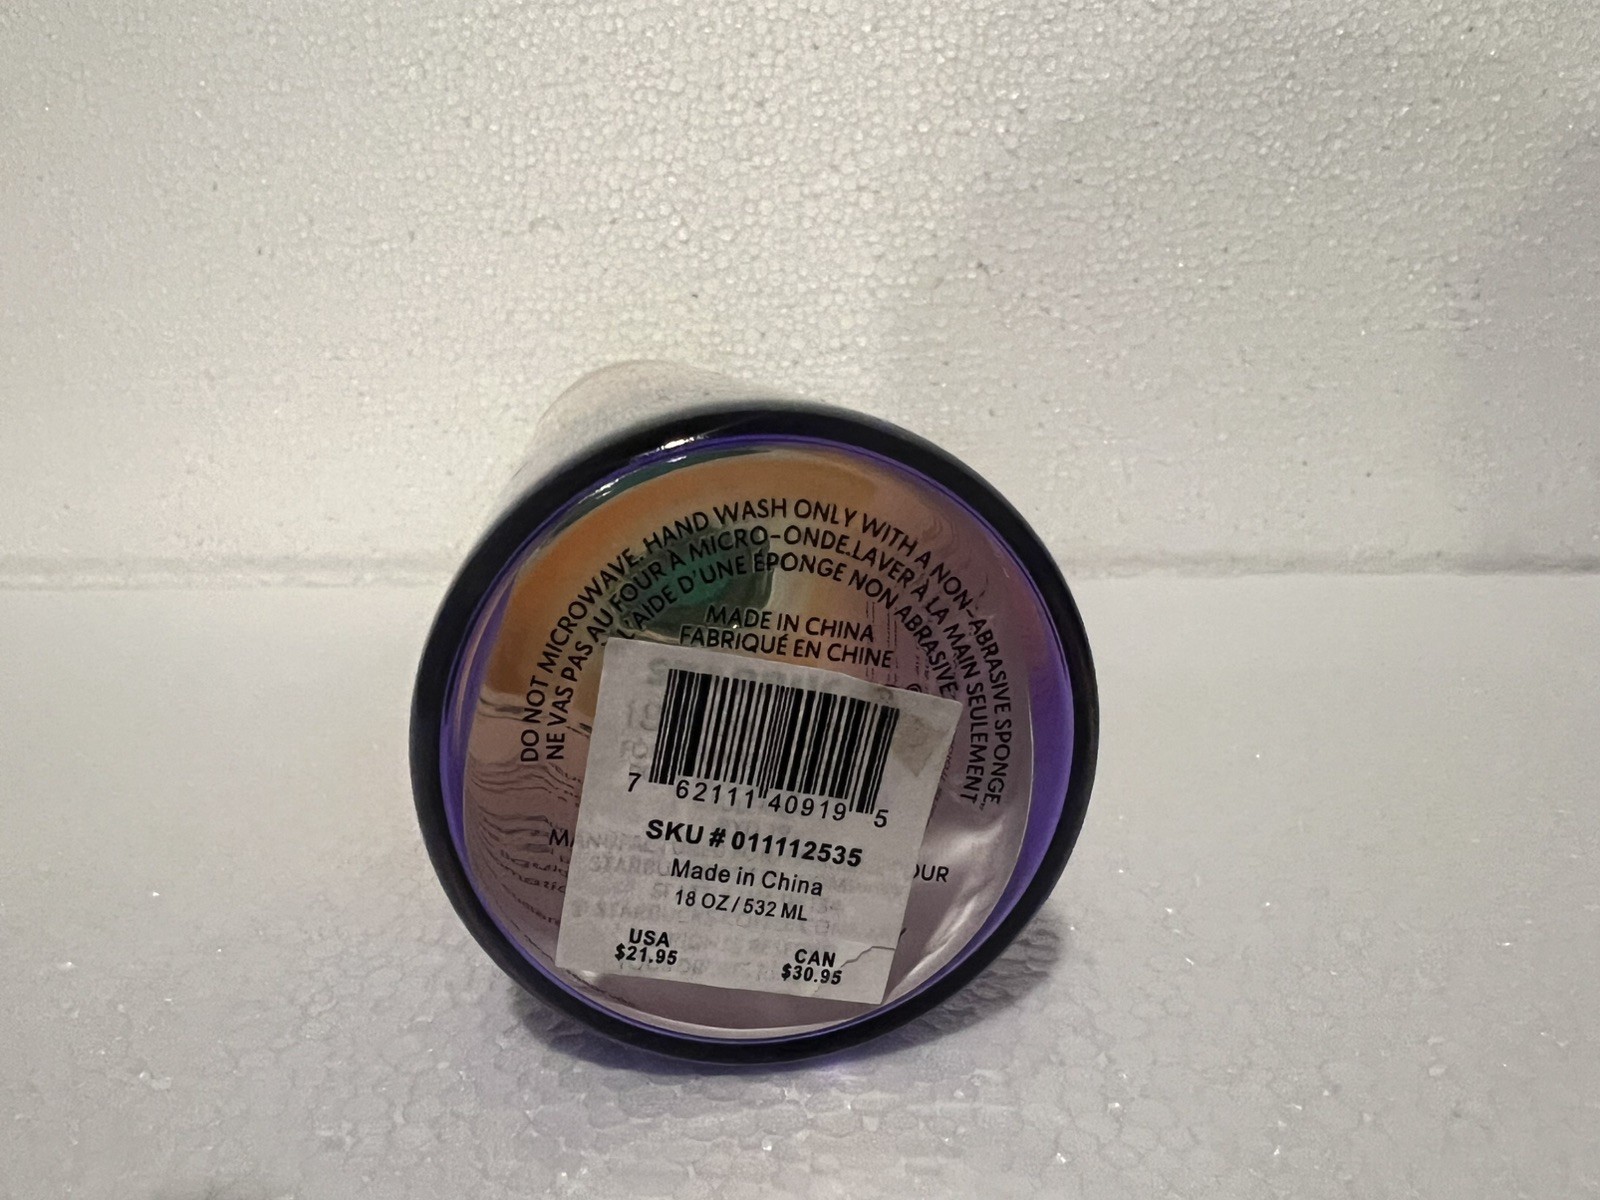 DO NOT MICROWAVE. HAND WASH ONLY WITH A NON-ABRASIVE SPONGE
NE VAS PAS AU FOUR À MICRO-ONDE. LAVER À LA MAIN SEULEMENT
L'AIDE D'UNE ÉPONGE NON ABRASIVE
MADE IN CHINA
FABRIQUÉ EN CHINE
7 62111 40919 5
SKU # 011112535
Made in China
18 OZ / 532 ML
USA
$21.95
CAN
$30.95